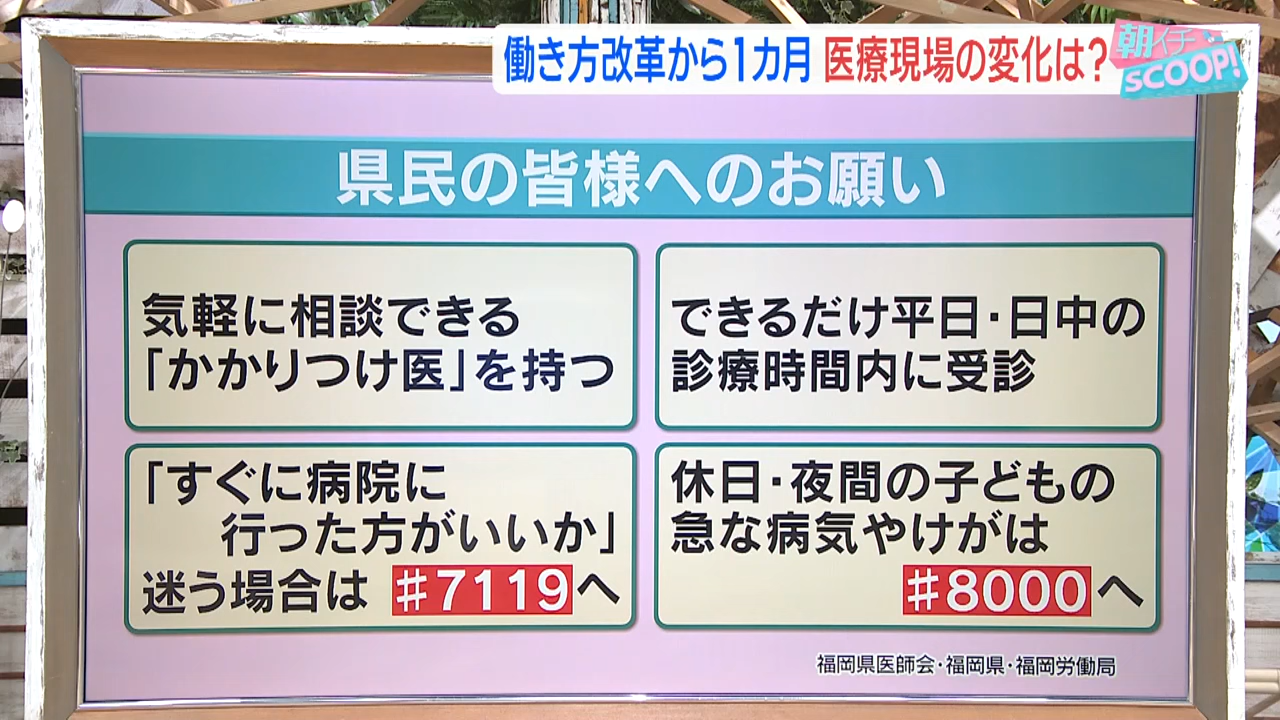 働き方改革から1カ月 医療現場の変化は?
朝イチ
SCOOP!
県民の皆様へのお願い
気軽に相談できる
「かかりつけ医」を持つ
できるだけ平日・日中の
診療時間内に受診
「すぐに病院に
行った方がいいか」
迷う場合は #7119へ
休日・夜間の子どもの
急な病気やけがは
#8000へ
福岡県医師会・福岡県・福岡労働局